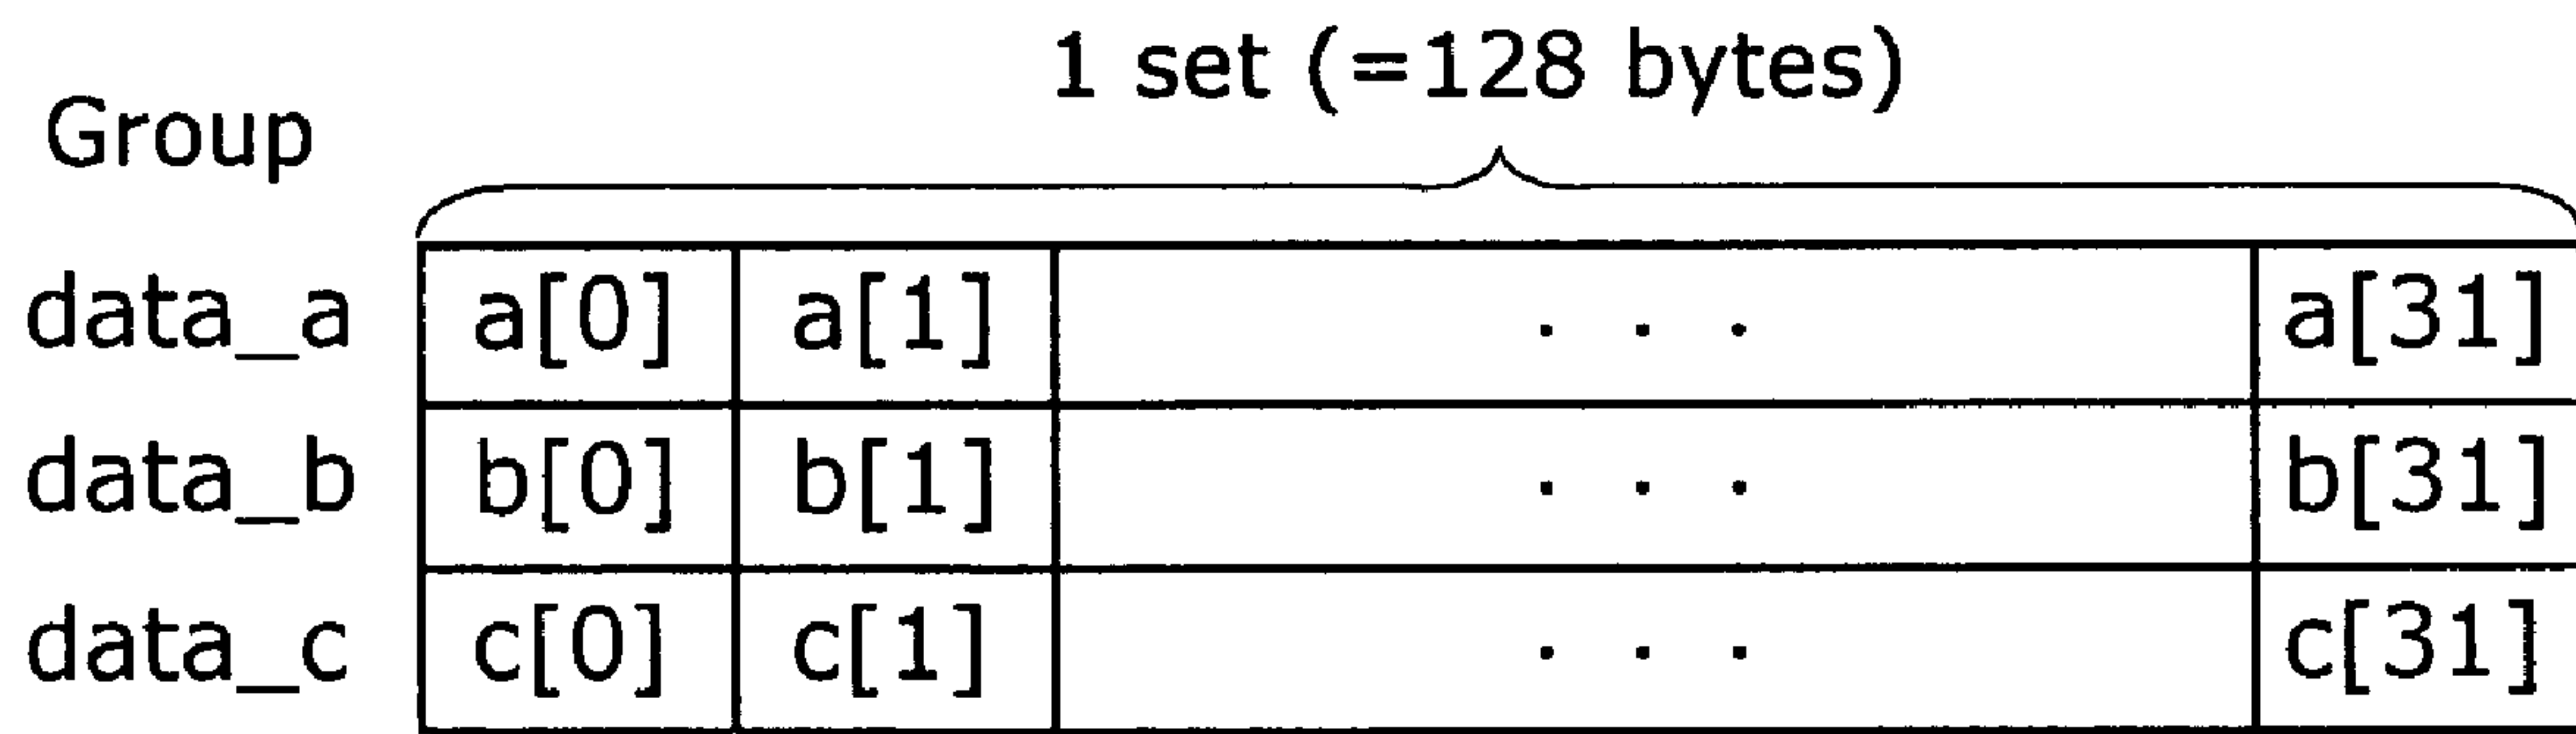 1 set (=128 bytes)
Group
data_a a[0] a[1] . . . a[31]
data_b b[0] b[1] . . . b[31]
data_c c[0] c[1] . . . c[31]